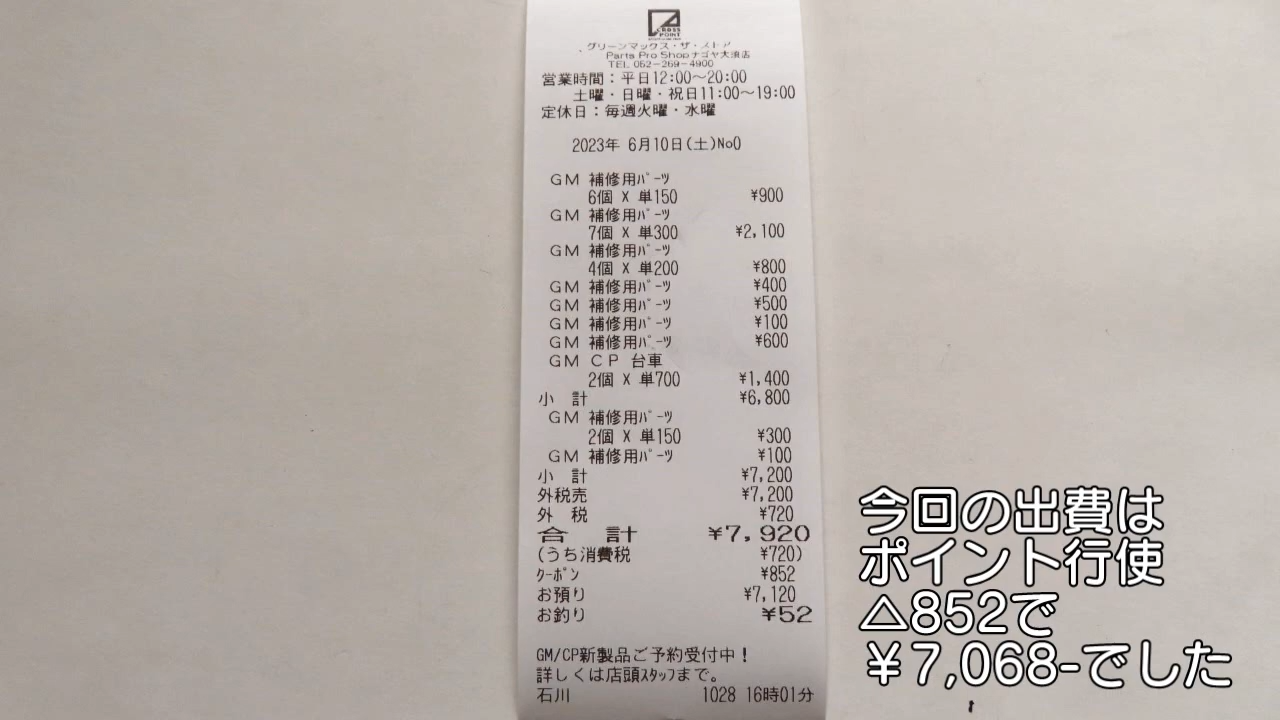 CROSS
POINT
グリーンマックス・ザ・ストア
Parts Pro Shopナゴヤ大須店
TEL 052-269-4900
営業時間：平日12:00～20:00
土曜・日曜・祝日11:00～19:00
定休日：毎週火曜・水曜
2023年 6月10日(土)No0
GM 補修用ﾊﾟｰﾂ
6個 X 単150 ¥900
GM 補修用ﾊﾟｰﾂ
7個 X 単300 ¥2,100
GM 補修用ﾊﾟｰﾂ
4個 X 単200 ¥800
GM 補修用ﾊﾟｰﾂ ¥400
GM 補修用ﾊﾟｰﾂ ¥500
GM 補修用ﾊﾟｰﾂ ¥100
GM 補修用ﾊﾟｰﾂ ¥600
GM CP 台車
2個 X 単700 ¥1,400
小 計 ¥6,800
GM 補修用ﾊﾟｰﾂ
2個 X 単150 ¥300
GM 補修用ﾊﾟｰﾂ ¥100
小 計 ¥7,200
外税売 ¥7,200
外 税 ¥720
合 計 ¥7,920
(うち消費税 ¥720)
ｸｰﾎﾟﾝ ¥852
お預り ¥7,120
お釣り ¥52
GM/CP新製品ご予約受付中！
詳しくは店頭ｽﾀｯﾌまで。
石川 1028 16時01分
今回の出費は
ポイント行使
△852で
￥7,068-でした